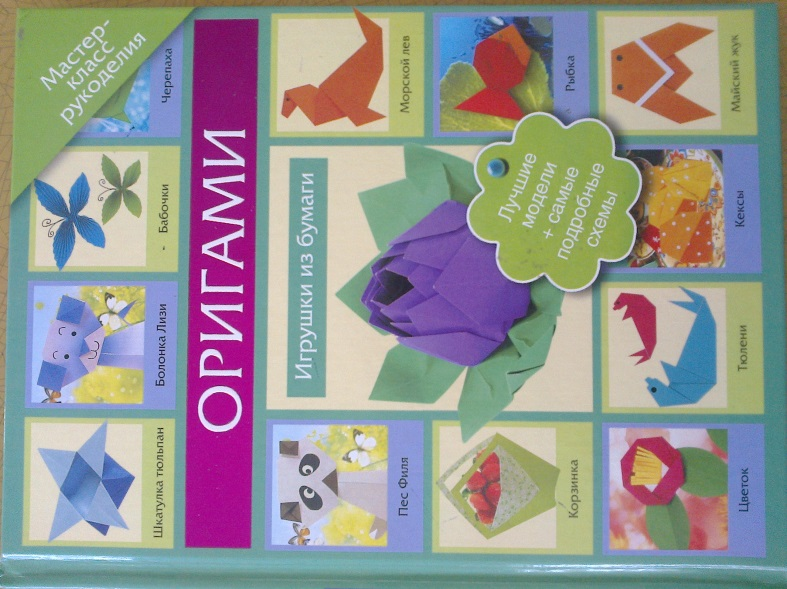 Мастер-
класс
рукоделия
Шкатулка тюльпан
Болонка Лизи
Бабочки
Черепаха
ОРИГАМИ
Игрушки из бумаги
Морской лев
Пес Филя
Лучшие
модели
+ самые
подробные
схемы
Рыбка
Корзинка
Кексы
Майский жук
Цветок
Тюлени